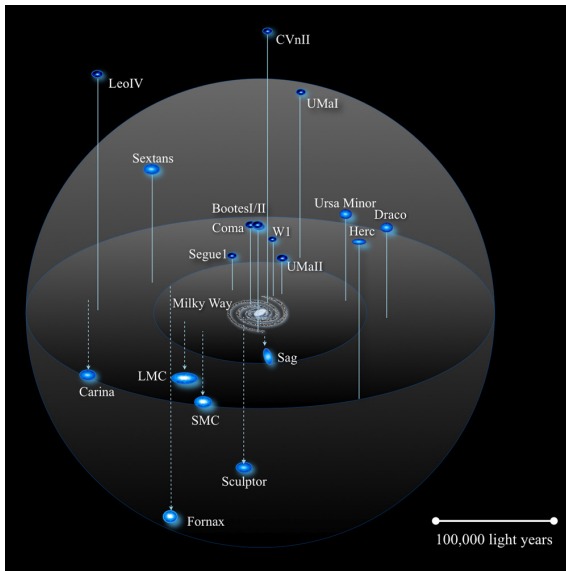 CVnII
LeoIV
UMaI
Sextans
BootesI/II
Ursa Minor
Draco
Coma
W1
Herc
Segue1
UMaII
Milky Way
Sag
LMC
Carina
SMC
Sculptor
Fornax
100,000 light years